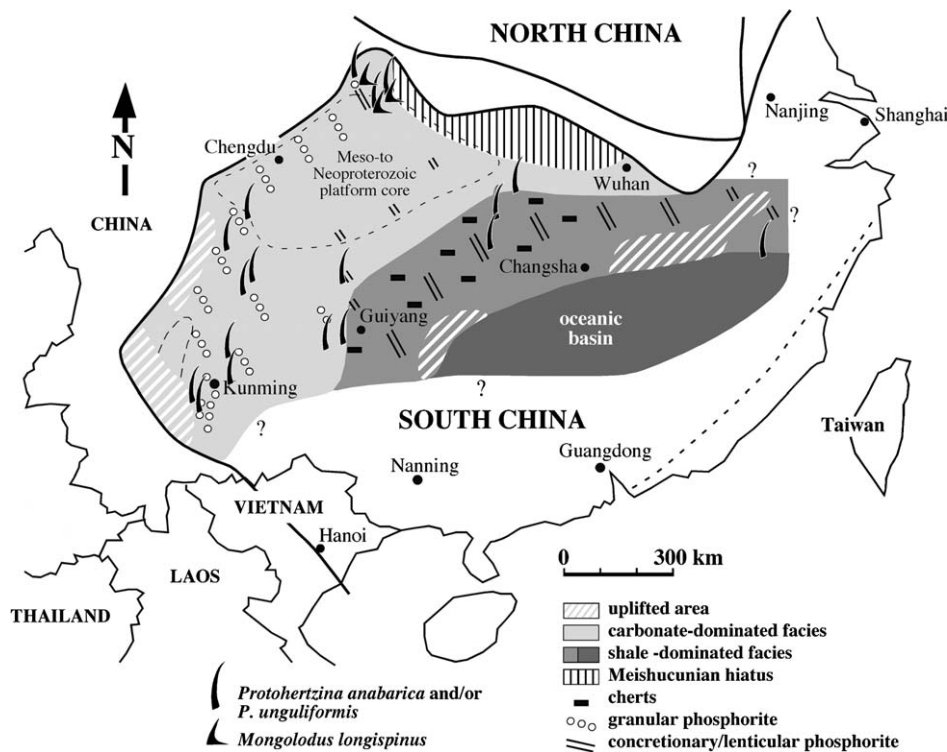 NORTH CHINA
N
Nanjing
Shanghai
Chengdu
Meso-to
Neoproterozoic
platform core
Wuhan
?
CHINA
?
Changsha
Guiyang
oceanic
basin
Kunming
?
?
SOUTH CHINA
Taiwan
Nanning
Guangdong
VIETNAM
Hanoi
LAOS
THAILAND
0 300 km
uplifted area
carbonate-dominated facies
shale -dominated facies
Meishucunian hiatus
cherts
granular phosphorite
concretionary/lenticular phosphorite
Protohertzina anabarica and/or
P. unguliformis
Mongolodus longispinus